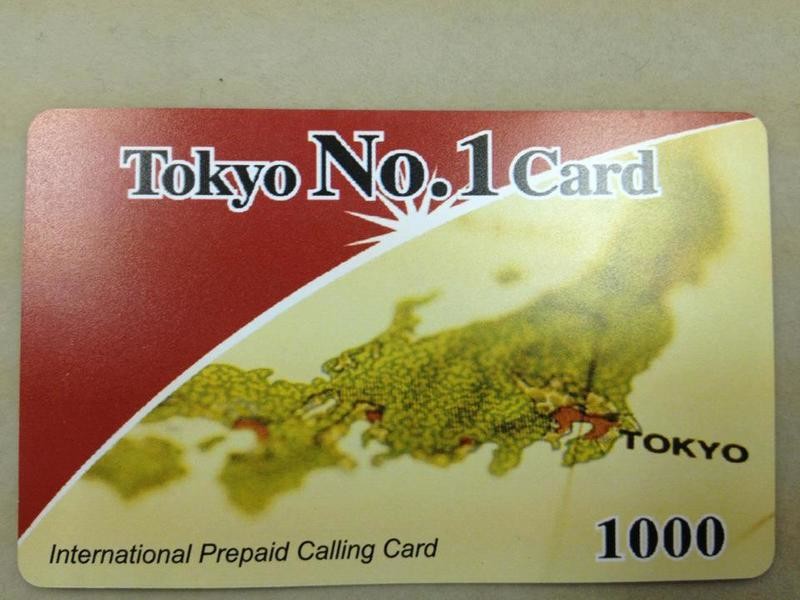 Tokyo No.1 Card
TOKYO
International Prepaid Calling Card
1000